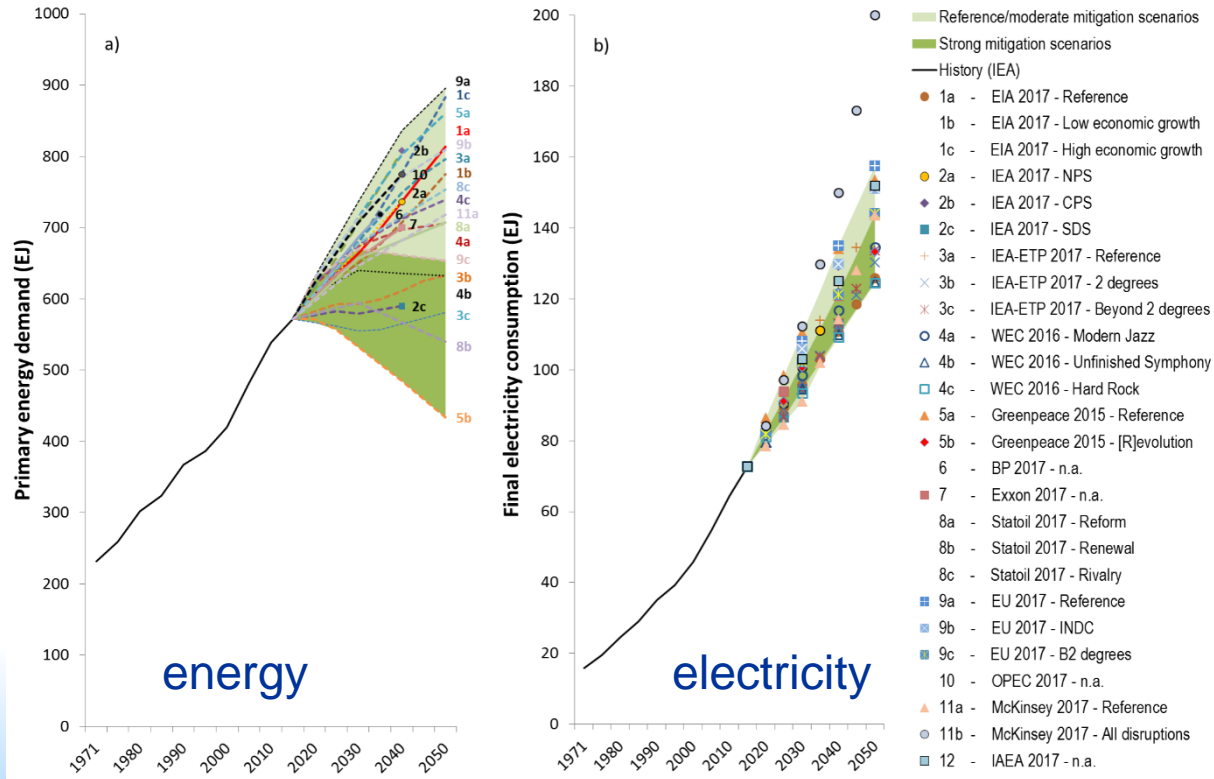 a)
Primary energy demand (EJ)
1000
900
800
700
600
500
400
300
200
100
0
1971
1980
1990
2000
2010
2020
2030
2040
2050
9a
1c
5a
1a
9b
3a
1b
8c
4c
11a
8a
4a
9c
3b
4b
3c
8b
5b
2b
10
2a
6
7
2c
energy
b)
Final electricity consumption (EJ)
200
180
160
140
120
100
80
60
40
20
0
1971
1980
1990
2000
2010
2020
2030
2040
2050
electricity
Reference/moderate mitigation scenarios
Strong mitigation scenarios
History (IEA)
1a - EIA 2017 - Reference
1b EIA 2017 - Low economic growth
1c EIA 2017 - High economic growth
2a - IEA 2017 - NPS
2b - IEA 2017 - CPS
2c - IEA 2017 - SDS
3a - IEA-ETP 2017 - Reference
3b - IEA-ETP 2017 - 2 degrees
3c - IEA-ETP 2017 - Beyond 2 degrees
4a - WEC 2016 - Modern Jazz
4b - WEC 2016 - Unfinished Symphony
4c - WEC 2016 - Hard Rock
5a - Greenpeace 2015 - Reference
5b - Greenpeace 2015 - [R]evolution
6 BP 2017 - n.a.
7 - Exxon 2017 - n.a.
8a Statoil 2017 - Reform
8b Statoil 2017 - Renewal
8c Statoil 2017 - Rivalry
9a - EU 2017 - Reference
9b - EU 2017 - INDC
9c - EU 2017 - B2 degrees
10 OPEC 2017 - n.a.
11a - McKinsey 2017 - Reference
11b - McKinsey 2017 - All disruptions
12 - IAEA 2017 - n.a.